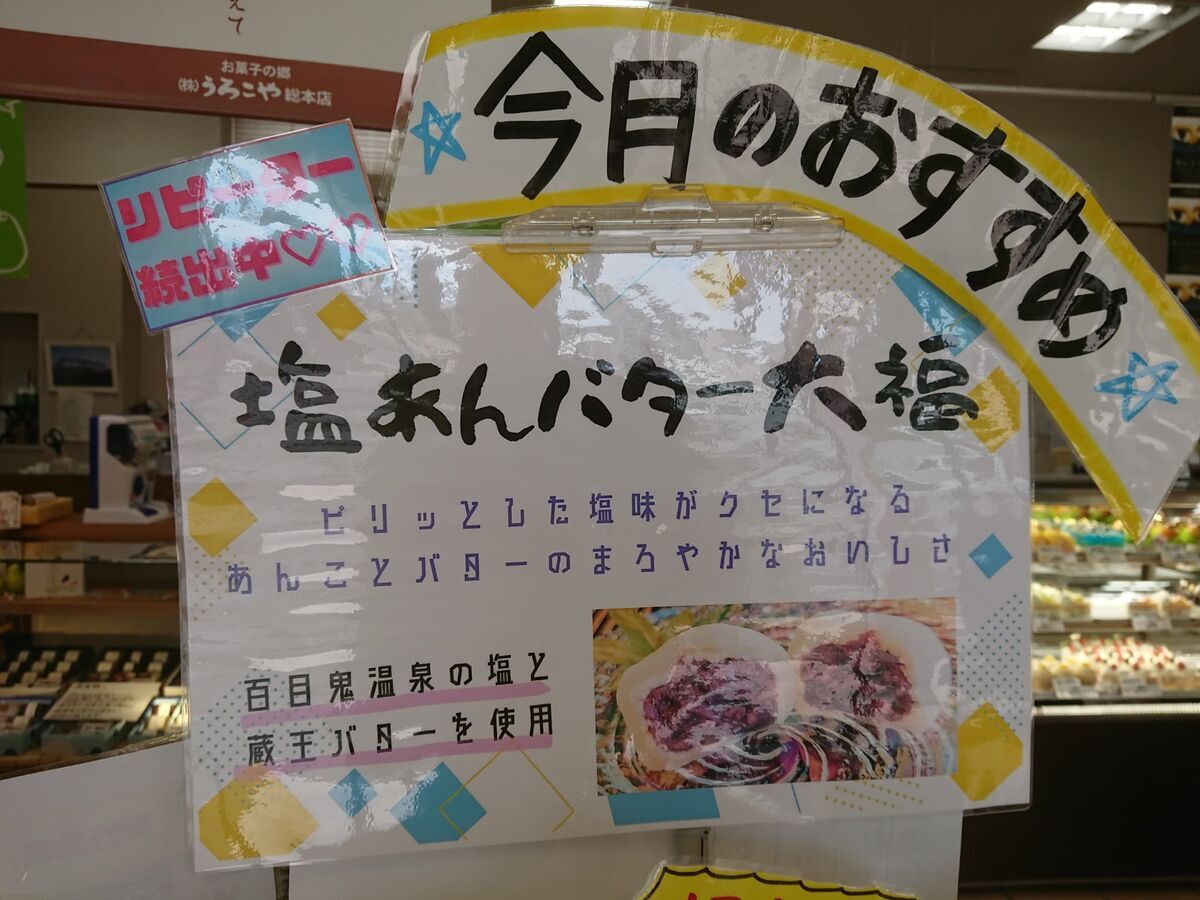 えて
お菓子の郷
㈱うろこや総本店
今月のおすすめ
リピーター
続出中♡♡
塩あんバター大福
ピリッとした塩味がクセになる
あんことバターのまろやかなおいしさ
百目鬼温泉の塩と
蔵王バターを使用